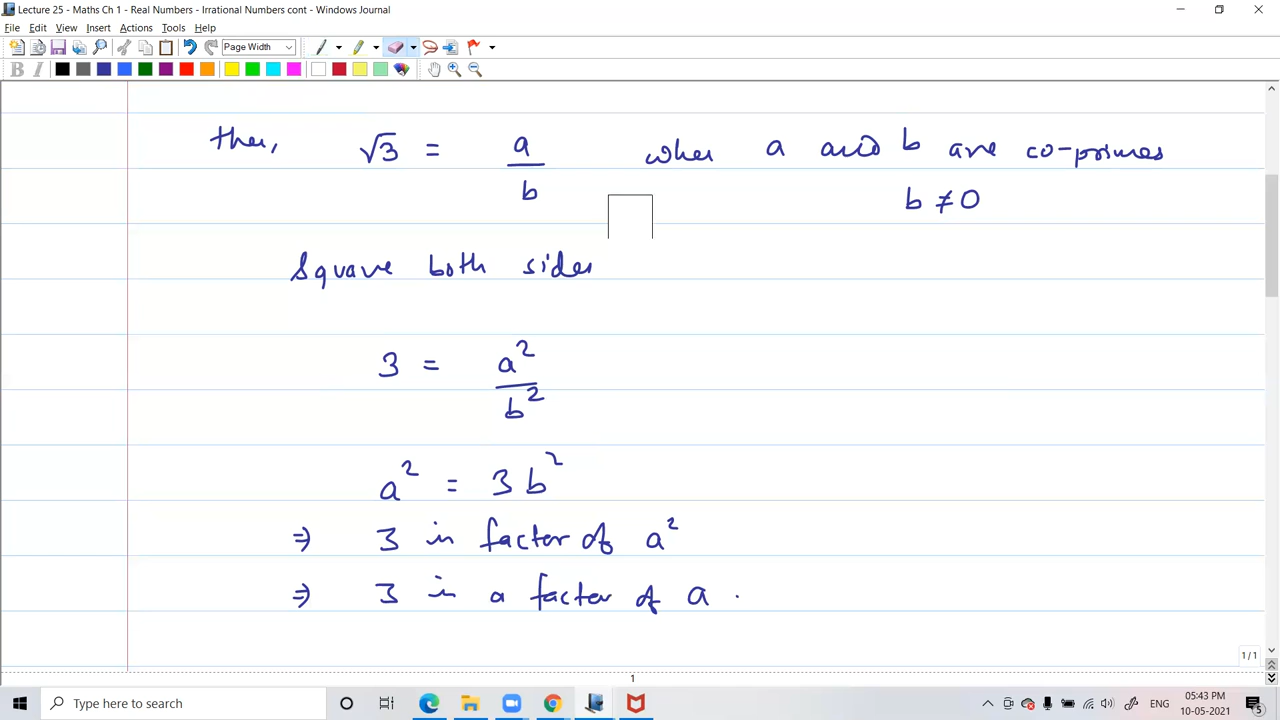 Lecture 25 - Maths Ch 1 - Real Numbers - Irrational Numbers cont - Windows Journal
File Edit View Insert Actions Tools Help
Page Width
B I
then, √3 = a/b when a and b are co-primes
b ≠ 0
Square both sides
3 = a²/b²
a² = 3b²
⇒ 3 is factor of a²
⇒ 3 is a factor of a.
1/1
1
Type here to search
ENG
05:43 PM
10-05-2021
5